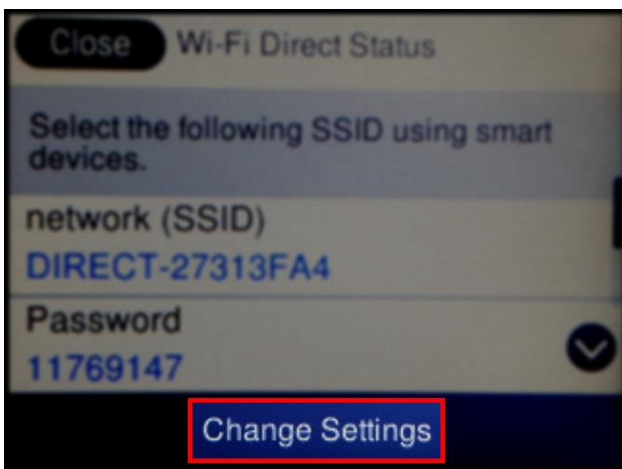 Close
Wi-Fi Direct Status
Select the following SSID using smart
devices.
network (SSID)
DIRECT-27313FA4
Password
11769147
Change Settings